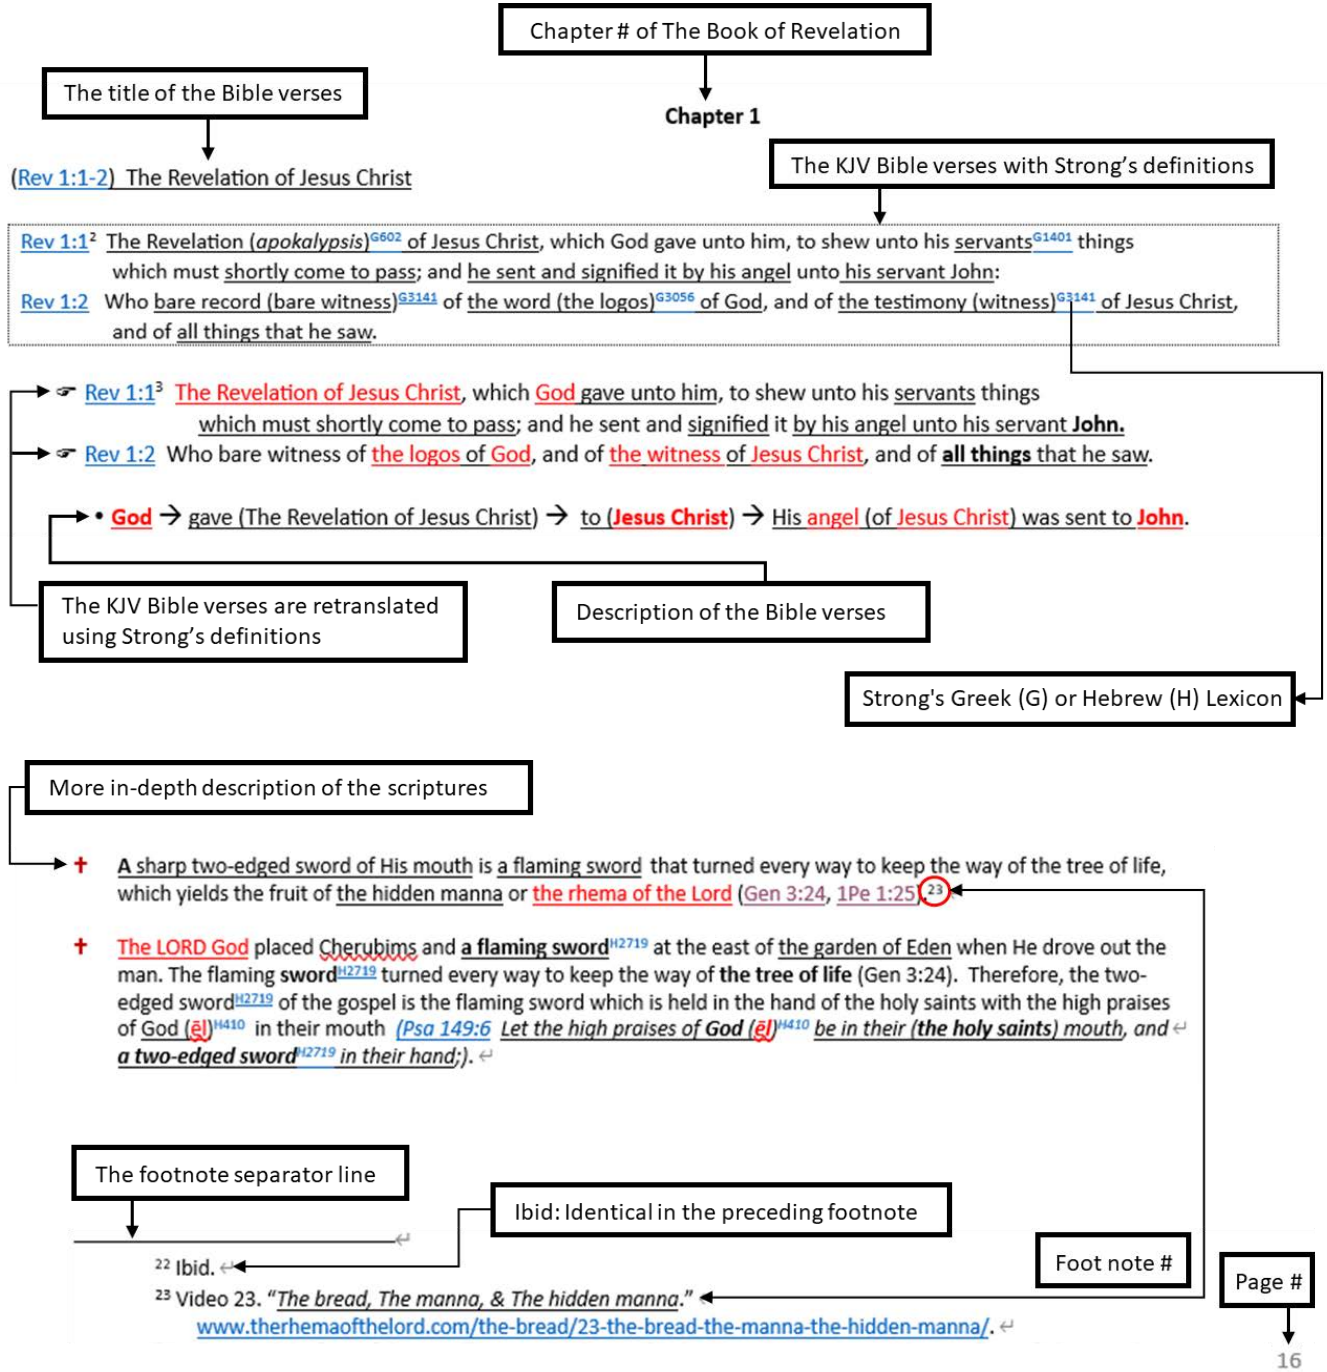 Chapter # of The Book of Revelation
The title of the Bible verses
Chapter 1
The KJV Bible verses with Strong's definitions
(Rev 1:1-2) The Revelation of Jesus Christ
Rev 1:1² The Revelation (apokalypsis)G602 of Jesus Christ, which God gave unto him, to shew unto his servantsG1401 things
which must shortly come to pass; and he sent and signified it by his angel unto his servant John:
Rev 1:2 Who bare record (bare witness)G3141 of the word (the logos)G3056 of God, and of the testimony (witness)G3141 of Jesus Christ,
and of all things that he saw.
☞ Rev 1:1³ The Revelation of Jesus Christ, which God gave unto him, to shew unto his servants things
which must shortly come to pass; and he sent and signified it by his angel unto his servant John.
☞ Rev 1:2 Who bare witness of the logos of God, and of the witness of Jesus Christ, and of all things that he saw.
• God → gave (The Revelation of Jesus Christ) → to (Jesus Christ) → His angel (of Jesus Christ) was sent to John.
The KJV Bible verses are retranslated
using Strong's definitions
Description of the Bible verses
Strong's Greek (G) or Hebrew (H) Lexicon
More in-depth description of the scriptures
✝ A sharp two-edged sword of His mouth is a flaming sword that turned every way to keep the way of the tree of life,
which yields the fruit of the hidden manna or the rhema of the Lord (Gen 3:24, 1Pe 1:25).²³
✝ The LORD God placed Cherubims and a flaming swordH2719 at the east of the garden of Eden when He drove out the
man. The flaming swordH2719 turned every way to keep the way of the tree of life (Gen 3:24). Therefore, the two-
edged swordH2719 of the gospel is the flaming sword which is held in the hand of the holy saints with the high praises
of God (ēl)H410 in their mouth (Psa 149:6 Let the high praises of God (ēl)H410 be in their (the holy saints) mouth, and ↵
a two-edged swordH2719 in their hand;). ↵
The footnote separator line
Ibid: Identical in the preceding footnote
↵
²² Ibid. ↵
Foot note #
Page #
²³ Video 23. “The bread, The manna, & The hidden manna.”
www.therhemaofthelord.com/the-bread/23-the-bread-the-manna-the-hidden-manna/. ↵
16